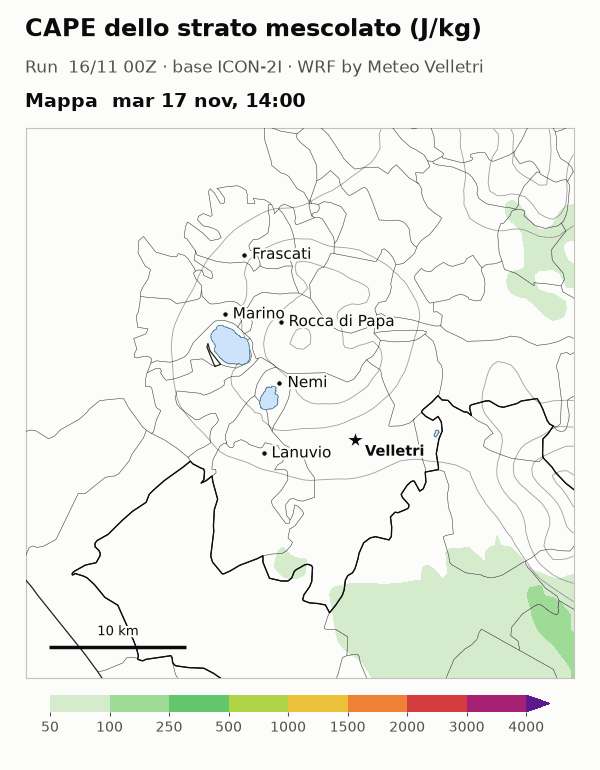 CAPE dello strato mescolato (J/kg)
Run  16/11 00Z · base ICON-2I · WRF by Meteo Velletri
Mappa  mar 17 nov, 14:00
Frascati
Marino
Rocca di Papa
Nemi
Velletri
Lanuvio
10 km
50 100 250 500 1000 1500 2000 3000 4000